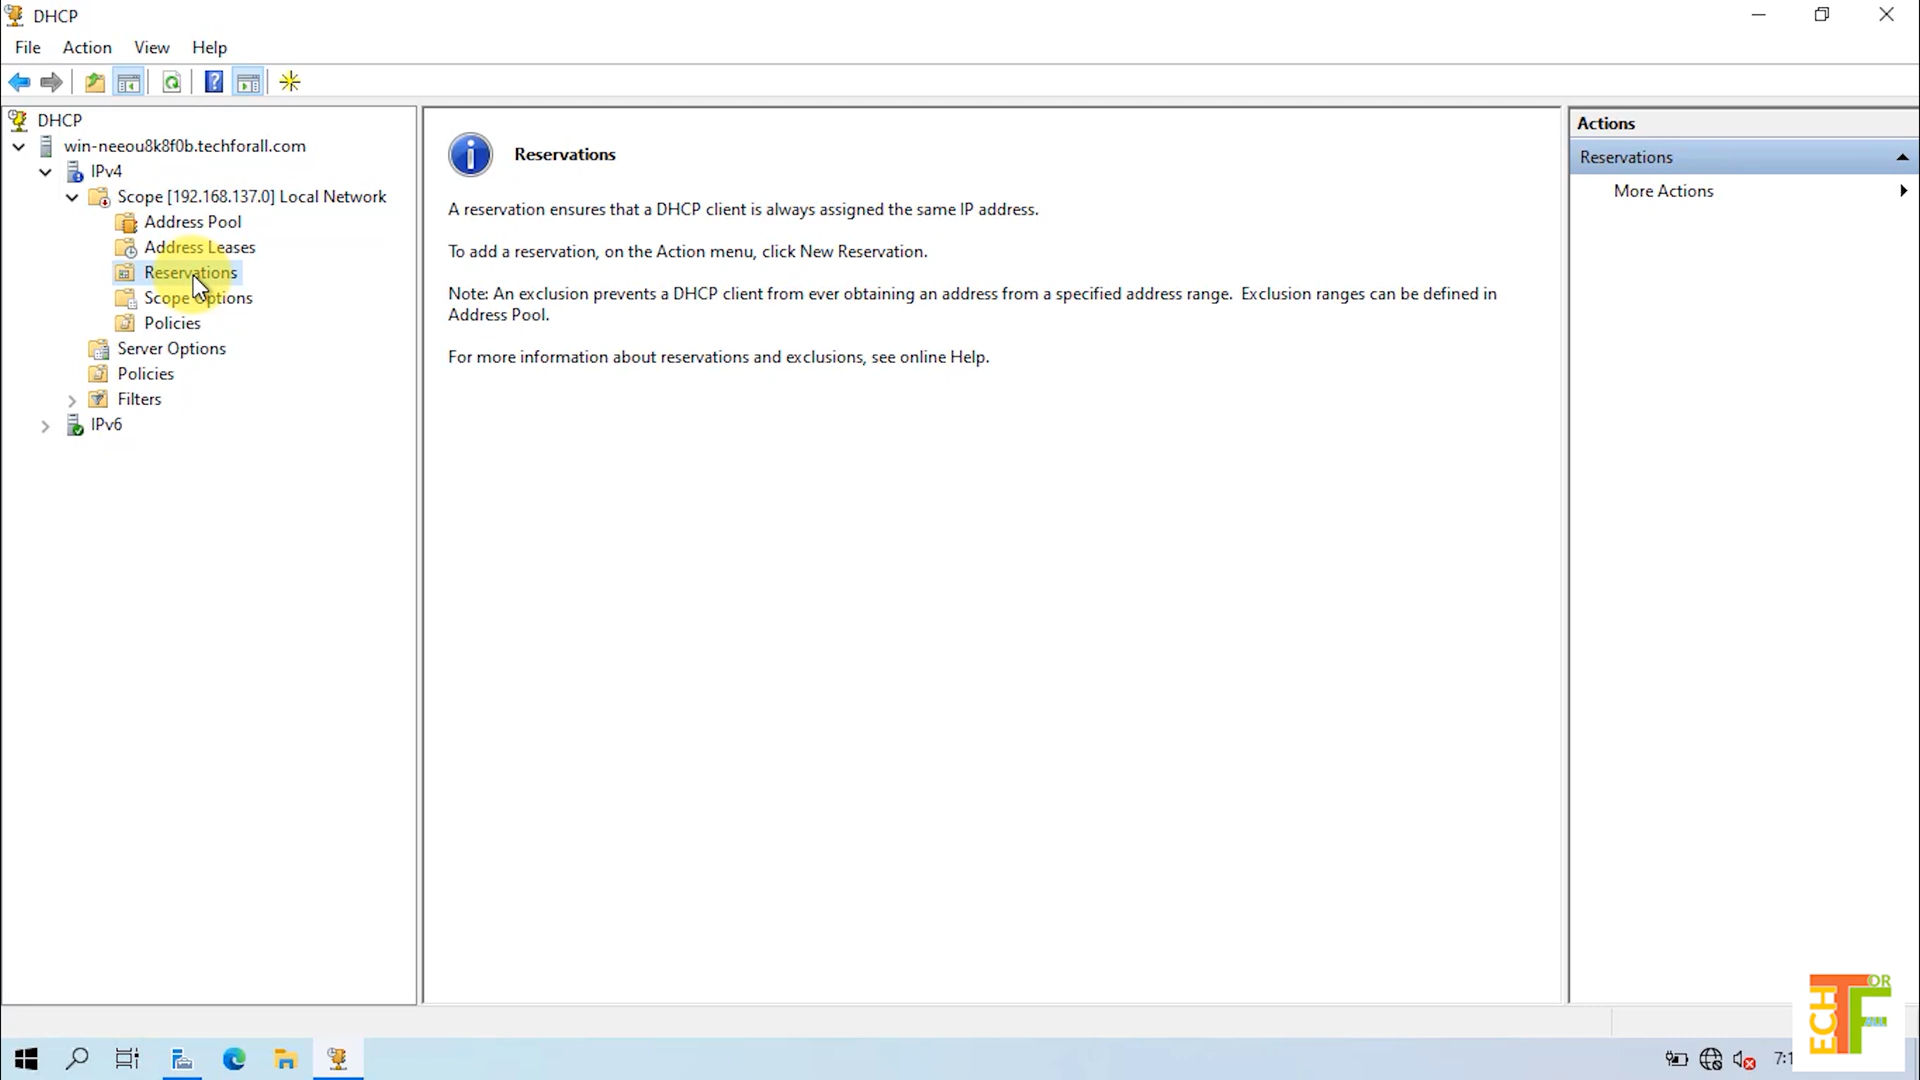 DHCP
File Action View Help
DHCP
win-neeou8k8f0b.techforall.com
IPv4
Scope [192.168.137.0] Local Network
Address Pool
Address Leases
Reservations
Scope Options
Policies
Server Options
Policies
Filters
IPv6
Reservations
A reservation ensures that a DHCP client is always assigned the same IP address.
To add a reservation, on the Action menu, click New Reservation.
Note: An exclusion prevents a DHCP client from ever obtaining an address from a specified address range. Exclusion ranges can be defined in
Address Pool.
For more information about reservations and exclusions, see online Help.
Actions
Reservations
More Actions
TECH FOR ALL